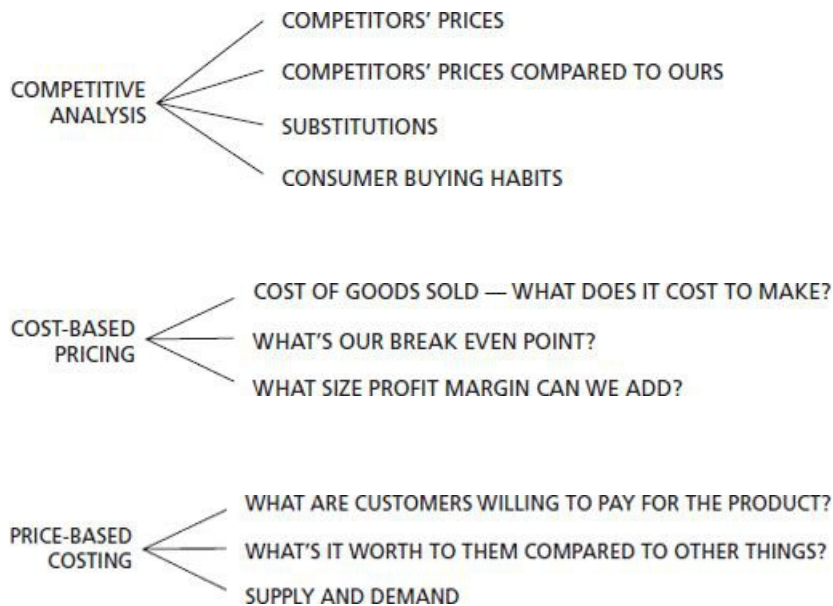 COMPETITORS’ PRICES
COMPETITORS’ PRICES COMPARED TO OURS
COMPETITIVE
ANALYSIS
SUBSTITUTIONS
CONSUMER BUYING HABITS
COST OF GOODS SOLD — WHAT DOES IT COST TO MAKE?
COST-BASED
PRICING
WHAT’S OUR BREAK EVEN POINT?
WHAT SIZE PROFIT MARGIN CAN WE ADD?
WHAT ARE CUSTOMERS WILLING TO PAY FOR THE PRODUCT?
PRICE-BASED
COSTING
WHAT’S IT WORTH TO THEM COMPARED TO OTHER THINGS?
SUPPLY AND DEMAND